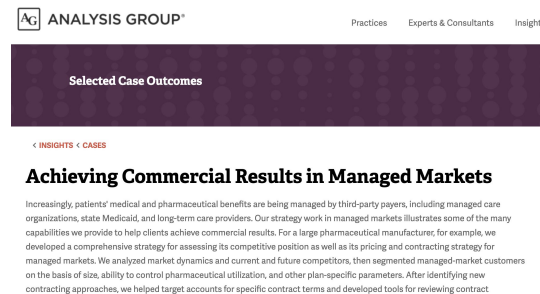 AG ANALYSIS GROUP®
Practices Experts & Consultants Insight
Selected Case Outcomes
< INSIGHTS < CASES
Achieving Commercial Results in Managed Markets
Increasingly, patients' medical and pharmaceutical benefits are being managed by third-party payers, including managed care
organizations, state Medicaid, and long-term care providers. Our strategy work in managed markets illustrates some of the many
capabilities we provide to help clients achieve commercial results. For a large pharmaceutical manufacturer, for example, we
developed a comprehensive strategy for assessing its competitive position as well as its pricing and contracting strategy for
managed markets. We analyzed market dynamics and current and future competitors, then segmented managed-market customers
on the basis of size, ability to control pharmaceutical utilization, and other plan-specific parameters. After identifying new
contracting approaches, we helped target accounts for specific contract terms and developed tools for reviewing contract